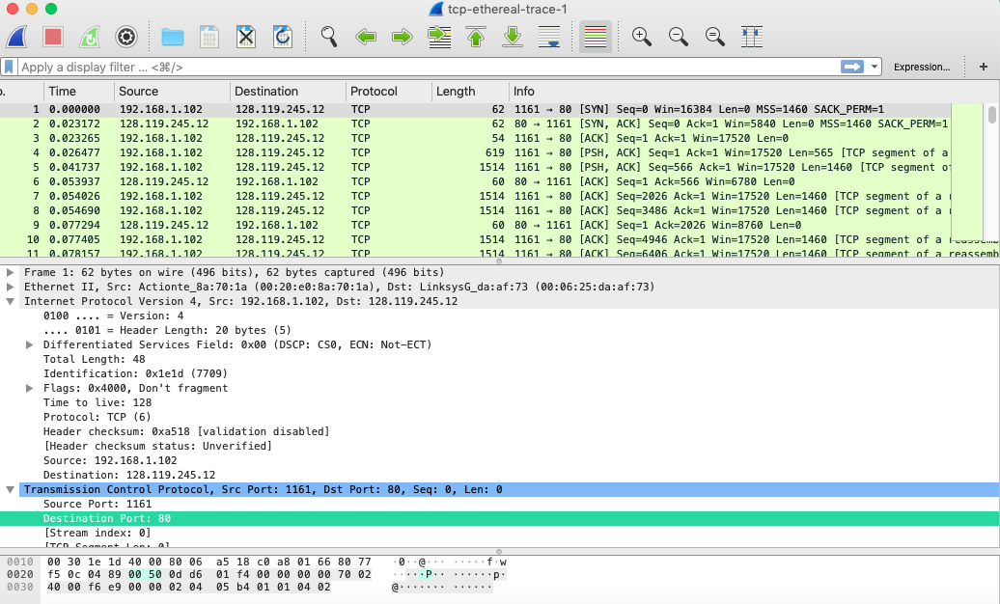 tcp-ethereal-trace-1
Apply a display filter … <⌘/>
Expression…
+
Time Source Destination Protocol Length Info
1 0.000000 192.168.1.102 128.119.245.12 TCP 62 1161 → 80 [SYN] Seq=0 Win=16384 Len=0 MSS=1460 SACK_PERM=1
2 0.023172 128.119.245.12 192.168.1.102 TCP 62 80 → 1161 [SYN, ACK] Seq=0 Ack=1 Win=5840 Len=0 MSS=1460 SACK_PERM=1
3 0.023265 192.168.1.102 128.119.245.12 TCP 54 1161 → 80 [ACK] Seq=1 Ack=1 Win=17520 Len=0
4 0.026477 192.168.1.102 128.119.245.12 TCP 619 1161 → 80 [PSH, ACK] Seq=1 Ack=1 Win=17520 Len=565 [TCP segment of a
5 0.041737 192.168.1.102 128.119.245.12 TCP 1514 1161 → 80 [PSH, ACK] Seq=566 Ack=1 Win=17520 Len=1460 [TCP segment of
6 0.053937 128.119.245.12 192.168.1.102 TCP 60 80 → 1161 [ACK] Seq=1 Ack=566 Win=6780 Len=0
7 0.054026 192.168.1.102 128.119.245.12 TCP 1514 1161 → 80 [ACK] Seq=2026 Ack=1 Win=17520 Len=1460 [TCP segment of a
8 0.054690 192.168.1.102 128.119.245.12 TCP 1514 1161 → 80 [ACK] Seq=3486 Ack=1 Win=17520 Len=1460 [TCP segment of a
9 0.077294 128.119.245.12 192.168.1.102 TCP 60 80 → 1161 [ACK] Seq=1 Ack=2026 Win=8760 Len=0
10 0.077405 192.168.1.102 128.119.245.12 TCP 1514 1161 → 80 [ACK] Seq=4946 Ack=1 Win=17520 Len=1460 [TCP segment of a
11 0.078157 192.168.1.102 128.119.245.12 TCP 1514 1161 → 80 [ACK] Seq=6406 Ack=1 Win=17520 Len=1460 [TCP segment of a reassemb
Frame 1: 62 bytes on wire (496 bits), 62 bytes captured (496 bits)
Ethernet II, Src: Actionte_8a:70:1a (00:20:e0:8a:70:1a), Dst: LinksysG_da:af:73 (00:06:25:da:af:73)
Internet Protocol Version 4, Src: 192.168.1.102, Dst: 128.119.245.12
0100 .... = Version: 4
.... 0101 = Header Length: 20 bytes (5)
Differentiated Services Field: 0x00 (DSCP: CS0, ECN: Not-ECT)
Total Length: 48
Identification: 0x1e1d (7709)
Flags: 0x4000, Don't fragment
Time to live: 128
Protocol: TCP (6)
Header checksum: 0xa518 [validation disabled]
[Header checksum status: Unverified]
Source: 192.168.1.102
Destination: 128.119.245.12
Transmission Control Protocol, Src Port: 1161, Dst Port: 80, Seq: 0, Len: 0
Source Port: 1161
Destination Port: 80
[Stream index: 0]
[TCP Segment Len: 0]
0010 00 30 1e 1d 40 00 80 06 a5 18 c0 a8 01 66 80 77 ·0··@··· ·····f·w
0020 f5 0c 04 89 00 50 0d d6 01 f4 00 00 00 00 70 02 ·····P·· ······p·
0030 40 00 f6 e9 00 00 02 04 05 b4 01 01 04 02 @······· ······